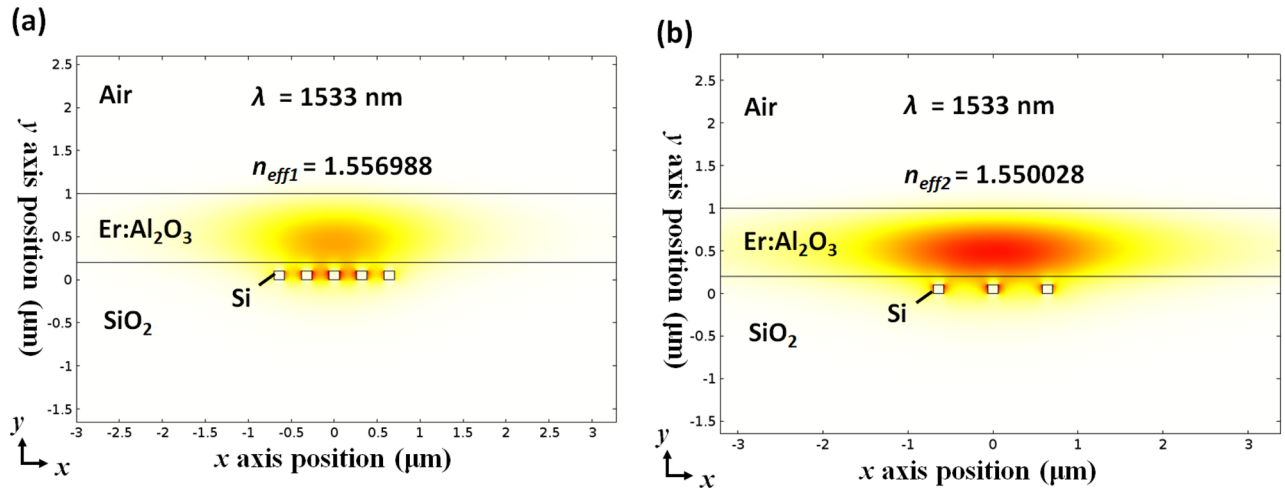 (a)
2.5
2
1.5
1
0.5
0
-0.5
-1
-1.5
y axis position (μm)
Air
λ = 1533 nm
n_eff1 = 1.556988
Er:Al₂O₃
Si
SiO₂
-3 -2.5 -2 -1.5 -1 -0.5 0 0.5 1 1.5 2 2.5 3
x axis position (μm)
y
x
(b)
2.5
2
1.5
1
0.5
0
-0.5
-1
-1.5
y axis position (μm)
Air
λ = 1533 nm
n_eff2 = 1.550028
Er:Al₂O₃
Si
SiO₂
-3 -2 -1 0 1 2 3
x axis position (μm)
y
x